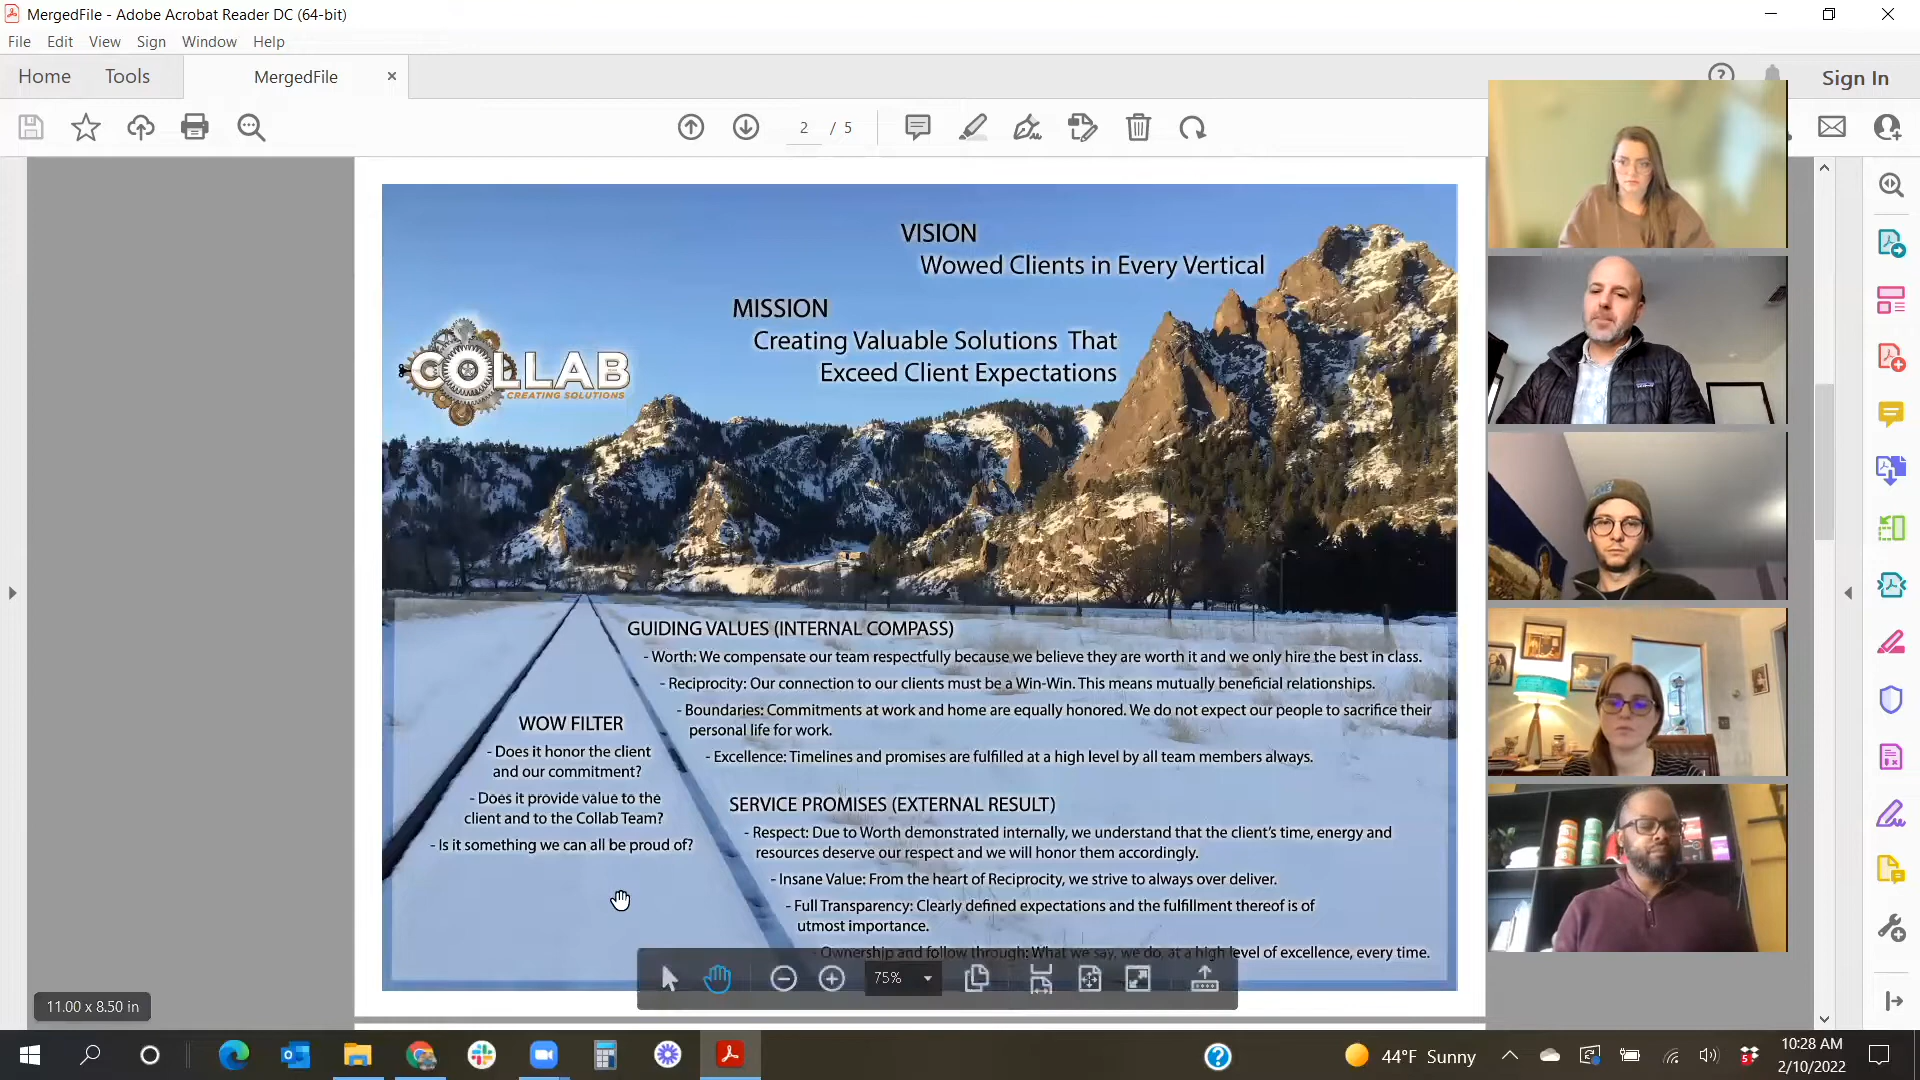 MergedFile - Adobe Acrobat Reader DC (64-bit)
File Edit View Sign Window Help
Home Tools MergedFile Sign In
2 / 5
VISION
Wowed Clients in Every Vertical
MISSION
Creating Valuable Solutions That
Exceed Client Expectations
COLLAB
CREATING SOLUTIONS
GUIDING VALUES (INTERNAL COMPASS)
- Worth: We compensate our team respectfully because we believe they are worth it and we only hire the best in class.
- Reciprocity: Our connection to our clients must be a Win-Win. This means mutually beneficial relationships.
- Boundaries: Commitments at work and home are equally honored. We do not expect our people to sacrifice their
personal life for work.
- Excellence: Timelines and promises are fulfilled at a high level by all team members always.
WOW FILTER
- Does it honor the client
and our commitment?
- Does it provide value to the
client and to the Collab Team?
- Is it something we can all be proud of?
SERVICE PROMISES (EXTERNAL RESULT)
- Respect: Due to Worth demonstrated internally, we understand that the client's time, energy and
resources deserve our respect and we will honor them accordingly.
- Insane Value: From the heart of Reciprocity, we strive to always over deliver.
- Full Transparency: Clearly defined expectations and the fulfillment thereof is of
utmost importance.
- Ownership and follow through: What we say, we do, at a high level of excellence, every time.
75%
11.00 x 8.50 in
44°F Sunny
10:28 AM
2/10/2022